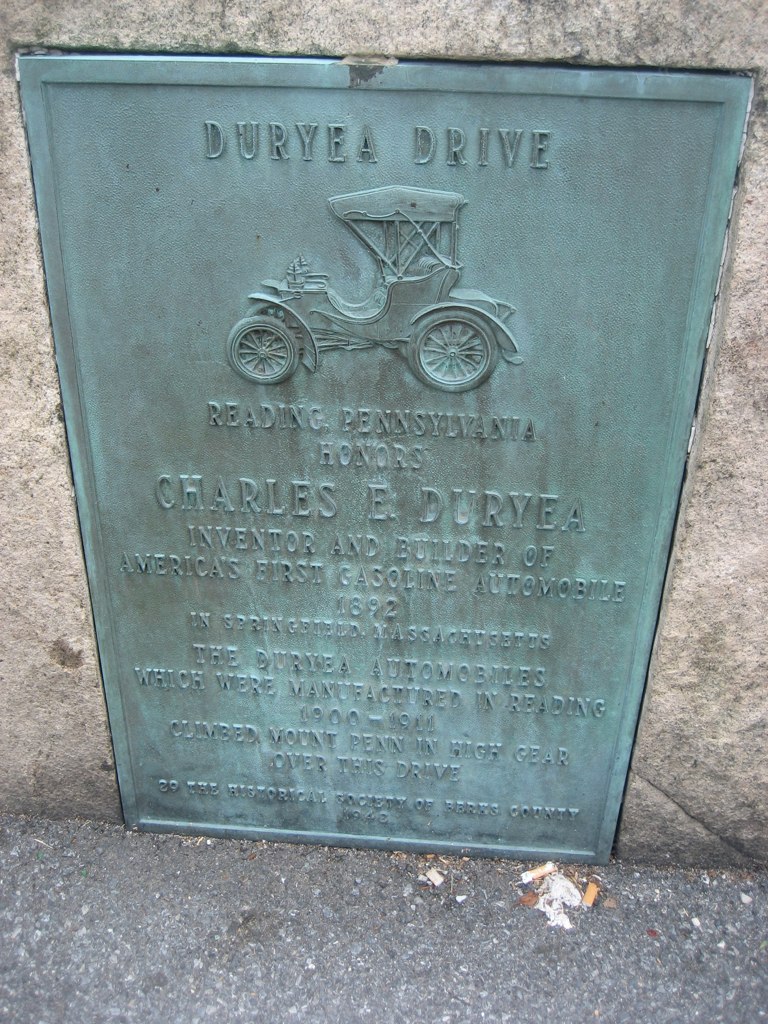 DURYEA DRIVE
READING, PENNSYLVANIA
HONORS
CHARLES E. DURYEA
INVENTOR AND BUILDER OF
AMERICA'S FIRST GASOLINE AUTOMOBILE
1892
IN SPRINGFIELD, MASSACHUSETTS
THE DURYEA AUTOMOBILES
WHICH WERE MANUFACTURED IN READING
1900-1911
CLIMBED MOUNT PENN IN HIGH GEAR
OVER THIS DRIVE
29 THE HISTORICAL SOCIETY OF BERKS COUNTY
1942